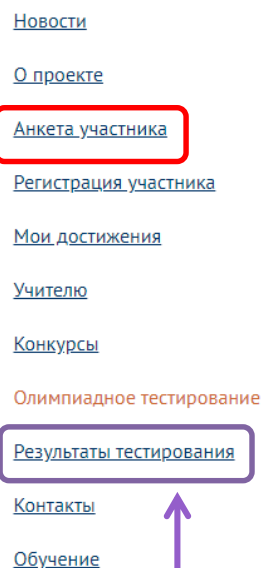 Новости
О проекте
Анкета участника
Регистрация участника
Мои достижения
Учителю
Конкурсы
Олимпиадное тестирование
Результаты тестирования
Контакты
Обучение